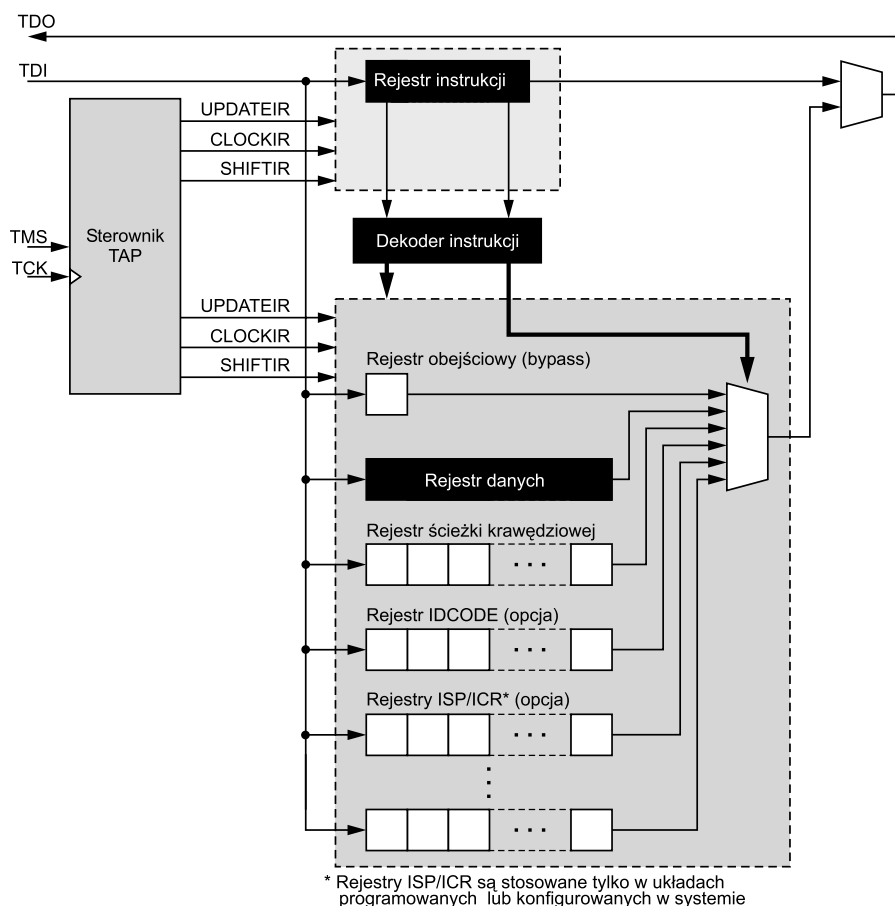 TDO
TDI
Rejestr instrukcji
UPDATEIR
CLOCKIR
SHIFTIR
Sterownik
TAP
TMS
TCK
Dekoder instrukcji
UPDATEIR
CLOCKIR
SHIFTIR
Rejestr obejściowy (bypass)
Rejestr danych
Rejestr ścieżki krawędziowej
Rejestr IDCODE (opcja)
Rejestry ISP/ICR* (opcja)
* Rejestry ISP/ICR są stosowane tylko w układach
programowanych lub konfigurowanych w systemie